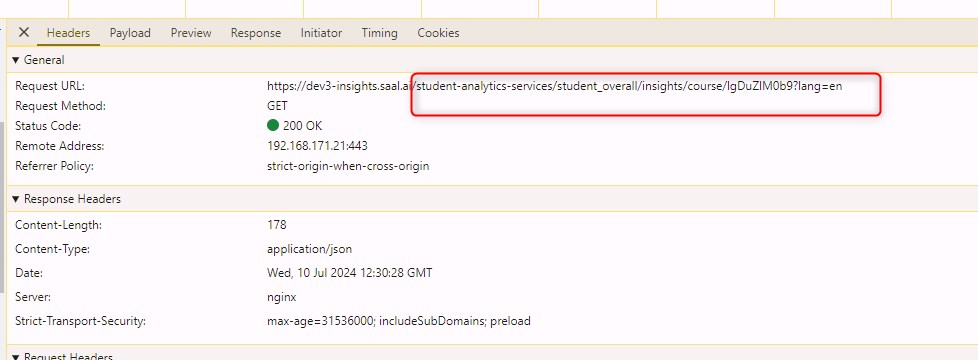 Headers Payload Preview Response Initiator Timing Cookies
General
Request URL: https://dev3-insights.saal.ai/student-analytics-services/student_overall/insights/course/lgDuZlM0b9?lang=en
Request Method: GET
Status Code: 200 OK
Remote Address: 192.168.171.21:443
Referrer Policy: strict-origin-when-cross-origin
Response Headers
Content-Length: 178
Content-Type: application/json
Date: Wed, 10 Jul 2024 12:30:28 GMT
Server: nginx
Strict-Transport-Security: max-age=31536000; includeSubDomains; preload
Request Headers